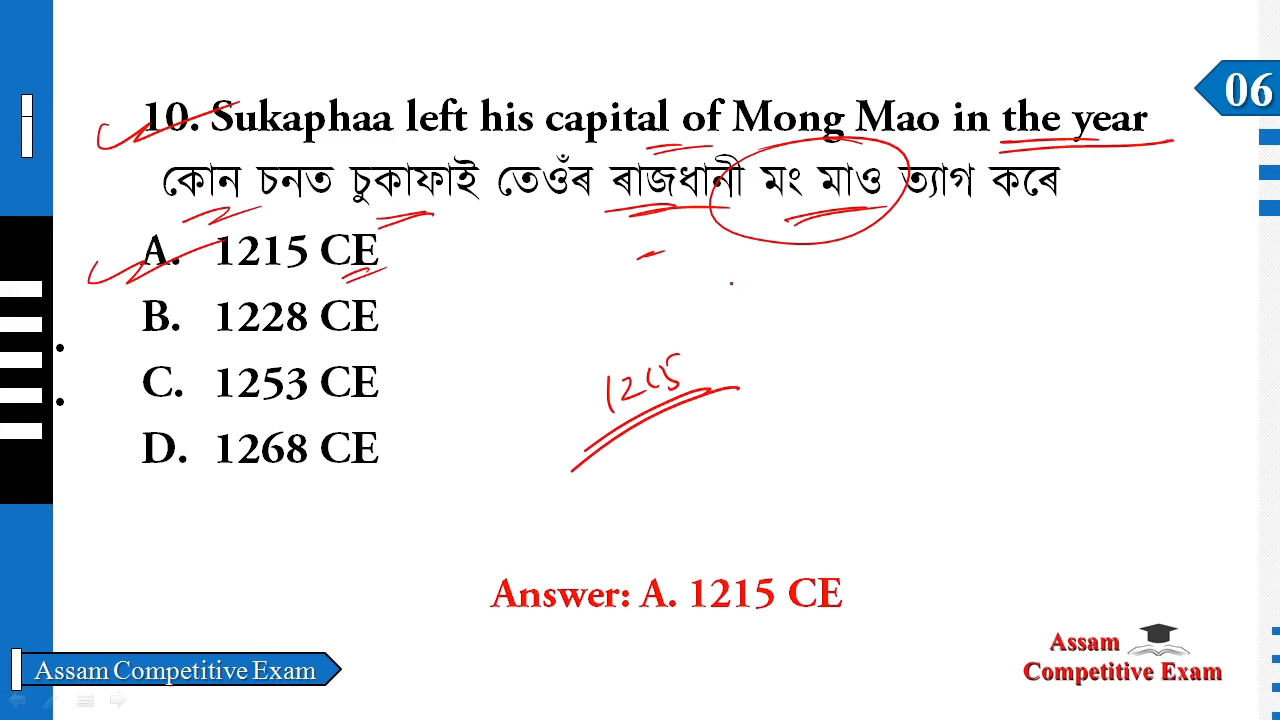 06
10. Sukaphaa left his capital of Mong Mao in the year
কোন চনত চুকাফাই তেওঁৰ ৰাজধানী মং মাও ত্যাগ কৰে
A. 1215 CE
B. 1228 CE
C. 1253 CE
D. 1268 CE
1215
Answer: A. 1215 CE
Assam Competitive Exam
Assam
Competitive Exam